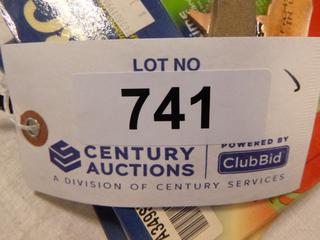 LOT NO
741
CENTURY
AUCTIONS
POWERED BY
ClubBid
A DIVISION OF CENTURY SERVICES